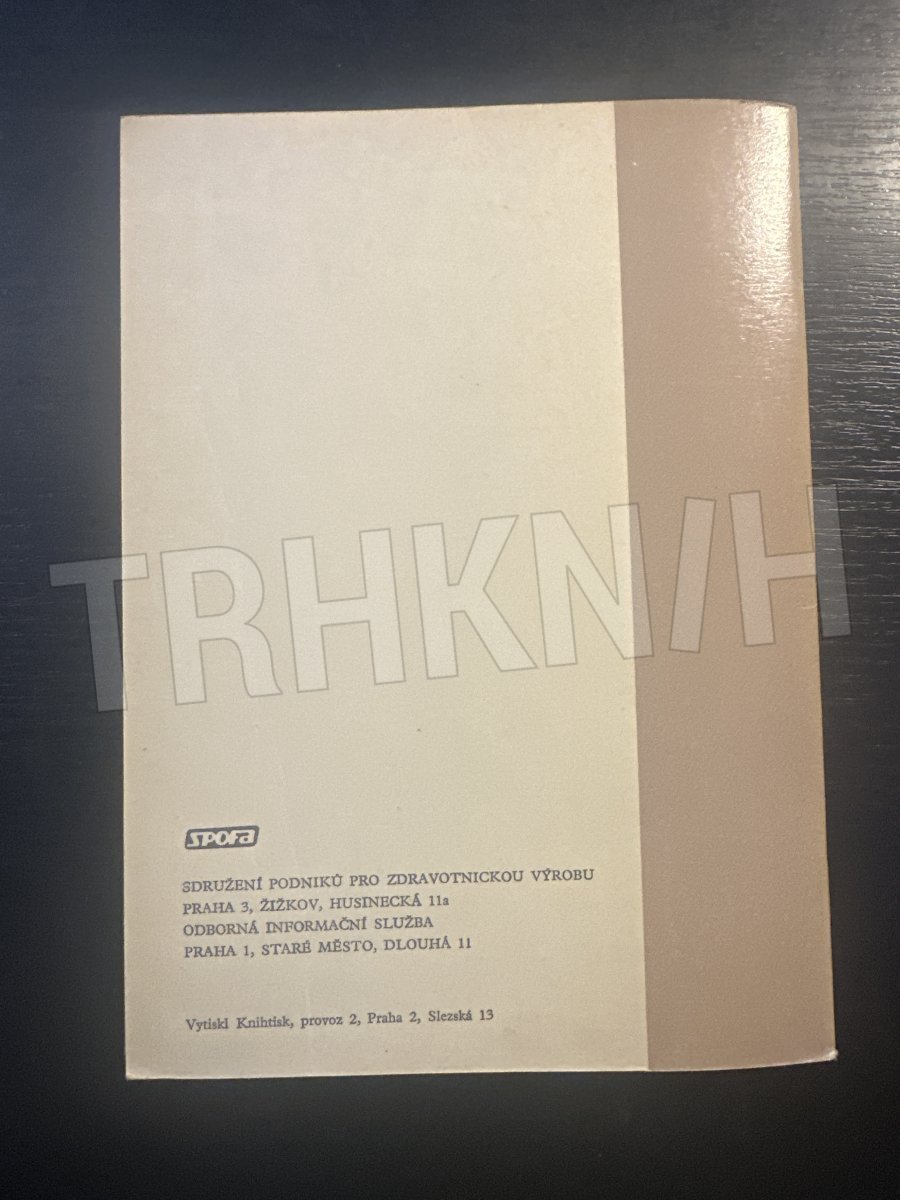 TRHKNIH
SPOFA
SDRUŽENÍ PODNIKŮ PRO ZDRAVOTNICKOU VÝROBU
PRAHA 3, ŽIŽKOV, HUSINECKÁ 11a
ODBORNÁ INFORMAČNÍ SLUŽBA
PRAHA 1, STARÉ MĚSTO, DLOUHÁ 11
Vytiskl Knihtisk, provoz 2, Praha 2, Slezská 13